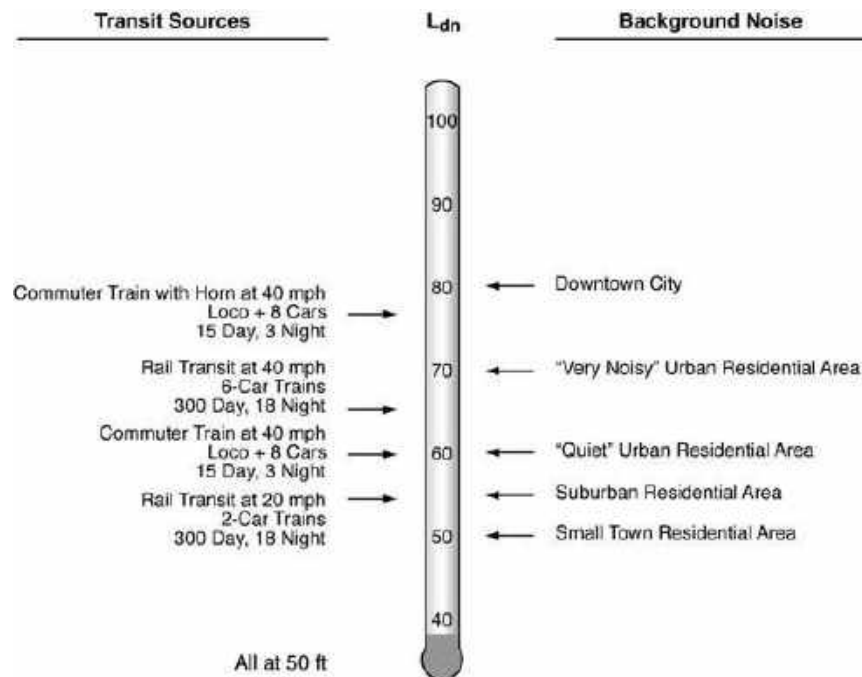 Transit Sources
L_dn
Background Noise
100
90
80
70
60
50
40
Commuter Train with Horn at 40 mph
Loco + 8 Cars
15 Day, 3 Night
Rail Transit at 40 mph
6-Car Trains
300 Day, 18 Night
Commuter Train at 40 mph
Loco + 8 Cars
15 Day, 3 Night
Rail Transit at 20 mph
2-Car Trains
300 Day, 18 Night
All at 50 ft
Downtown City
"Very Noisy" Urban Residential Area
"Quiet" Urban Residential Area
Suburban Residential Area
Small Town Residential Area